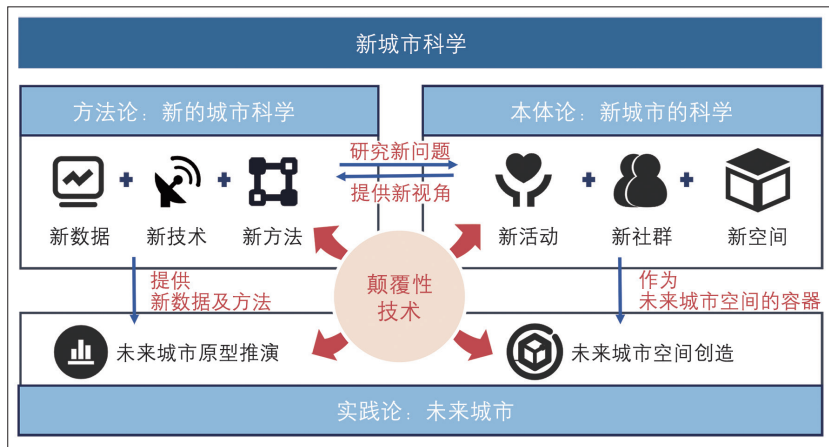 新城市科学
方法论：新的城市科学
本体论：新城市的科学
研究新问题
提供新视角
新数据
新技术
新方法
新活动
新社群
新空间
颠覆性
技术
提供
新数据及方法
作为
未来城市空间的容器
未来城市原型推演
未来城市空间创造
实践论：未来城市